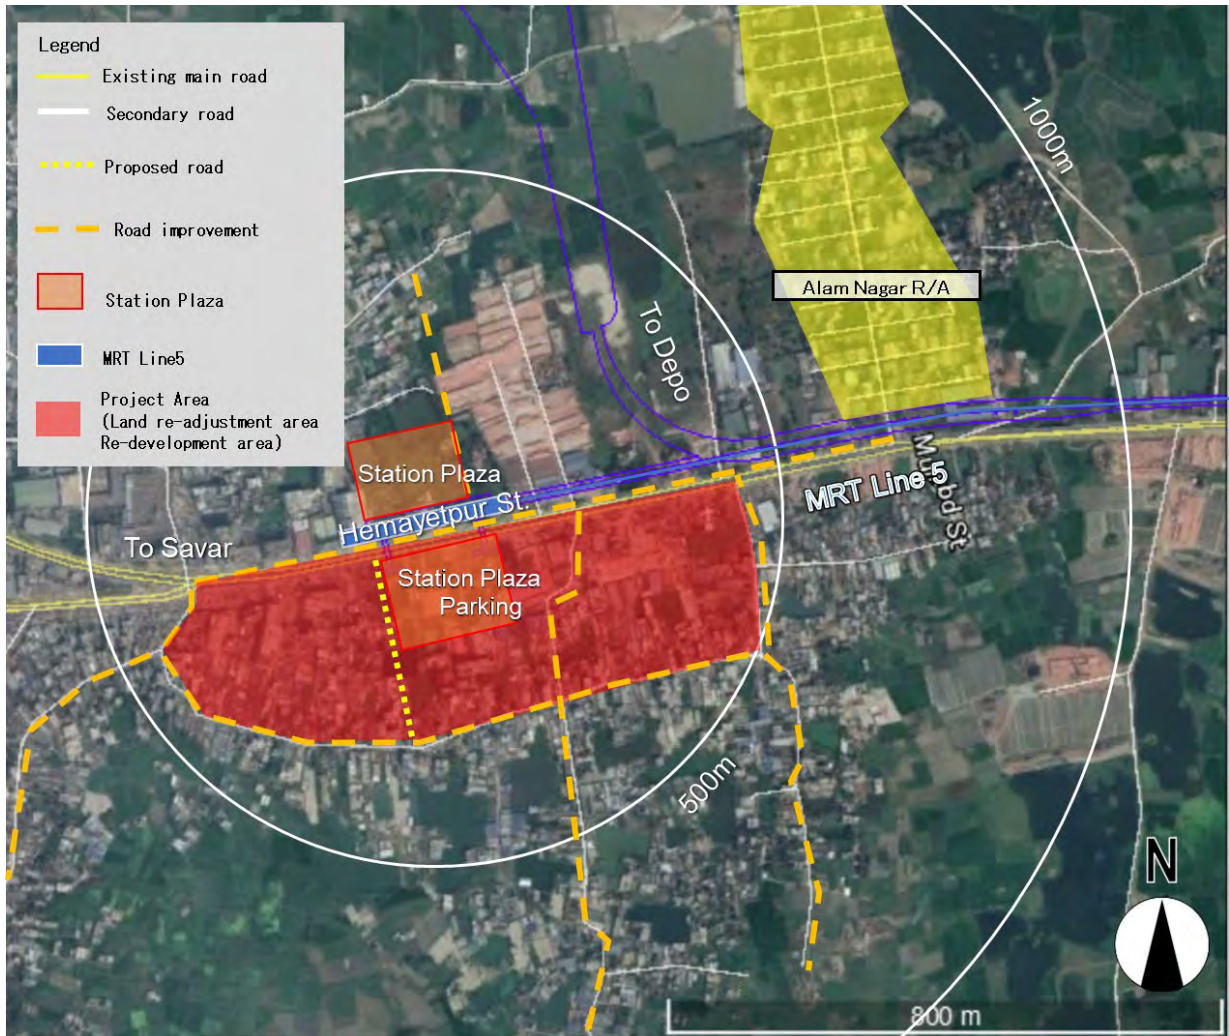 Legend
Existing main road
Secondary road
Proposed road
Road improvement
Station Plaza
MRT Line5
Project Area
(Land re-adjustment area
Re-development area)
1000m
Alam Nagar R/A
To Depo
Station Plaza
Hemayetpur St.
MRT Line 5
To Savar
Station Plaza
Parking
500m
N
800 m